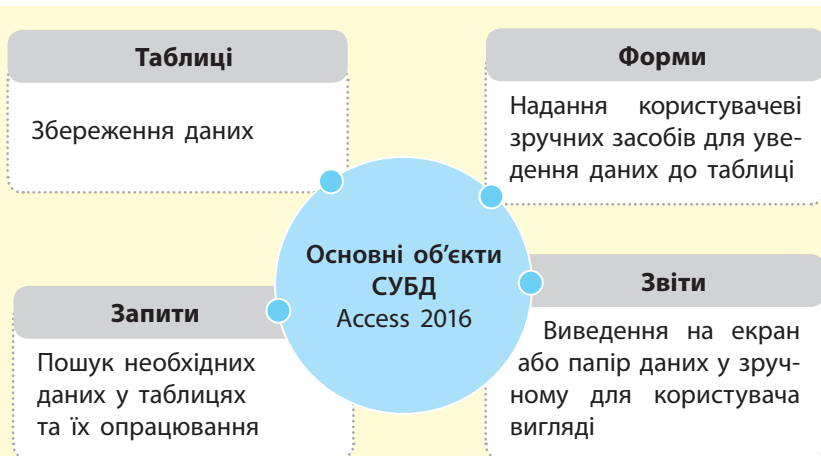 Таблиці
Збереження даних
Форми
Надання користувачеві
зручних засобів для уве-
дення даних до таблиці
Основні об’єкти
СУБД
Access 2016
Запити
Пошук необхідних
даних у таблицях
та їх опрацювання
Звіти
Виведення на екран
або папір даних у зруч-
ному для користувача
вигляді